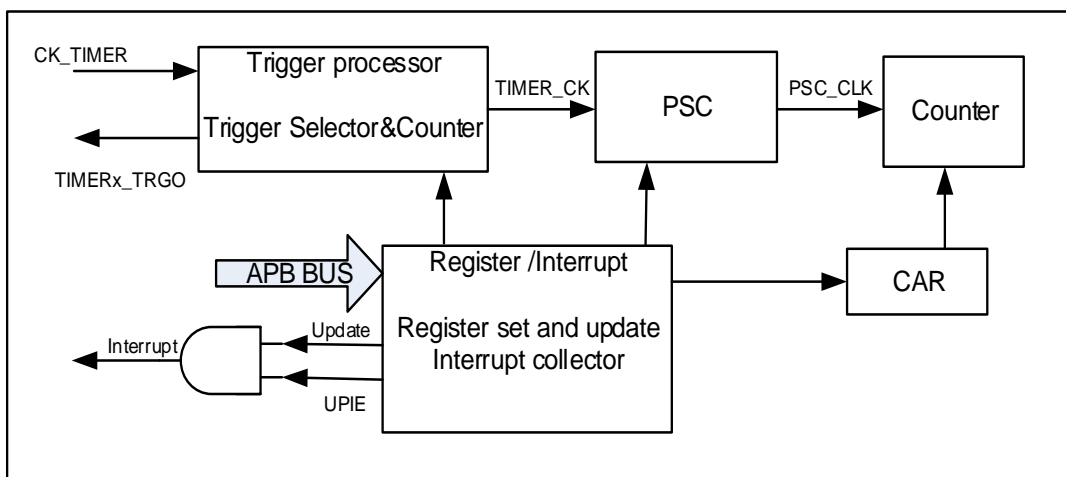 CK_TIMER
TIMERx_TRGO
Trigger processor
Trigger Selector&Counter
TIMER_CK
PSC
PSC_CLK
Counter
APB BUS
Register /Interrupt
Register set and update
Interrupt collector
CAR
Interrupt
Update
UPIE